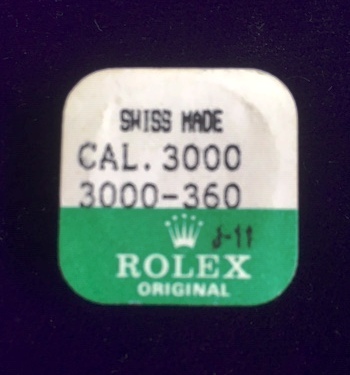 SWISS MADE
CAL. 3000
3000-360
J-11
ROLEX
ORIGINAL